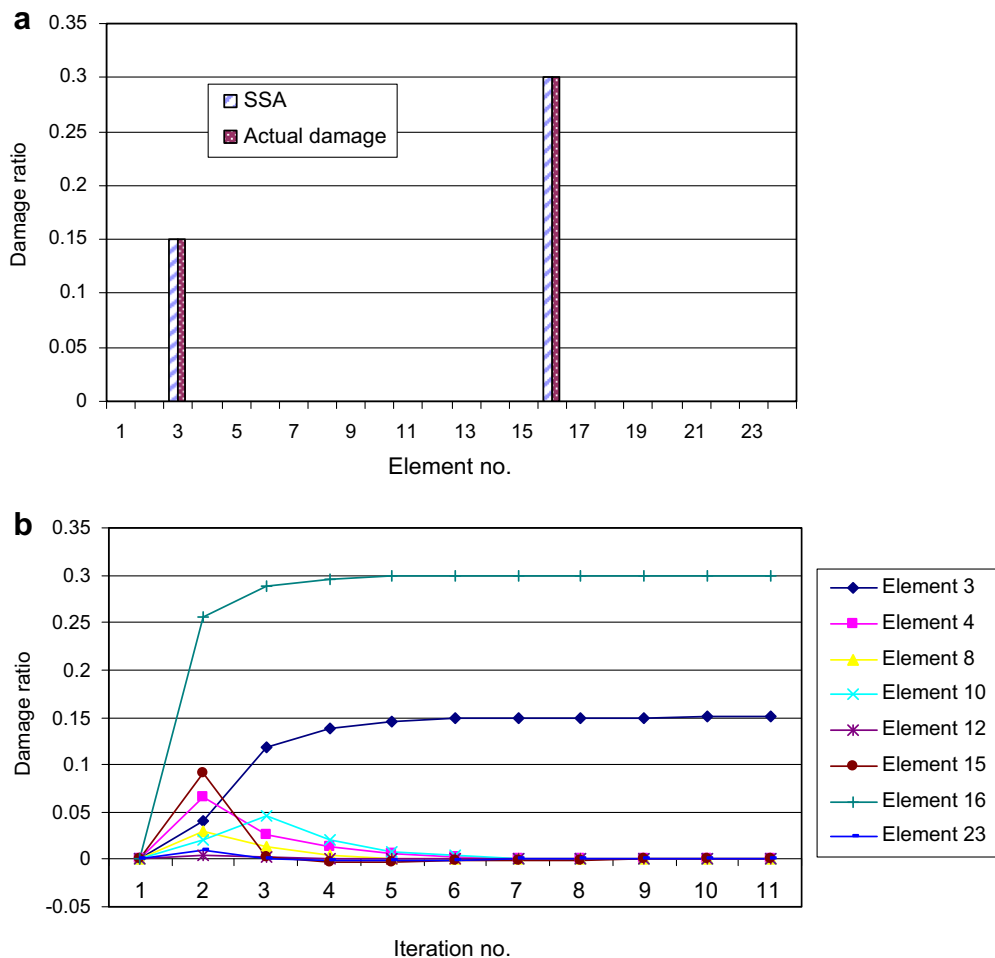 a
0.35
0.3
0.25
0.2
0.15
0.1
0.05
0
Damage ratio
SSA
Actual damage
1 3 5 7 9 11 13 15 17 19 21 23
Element no.
b
0.35
0.3
0.25
0.2
0.15
0.1
0.05
0
-0.05
Damage ratio
1 2 3 4 5 6 7 8 9 10 11
Iteration no.
Element 3
Element 4
Element 8
Element 10
Element 12
Element 15
Element 16
Element 23